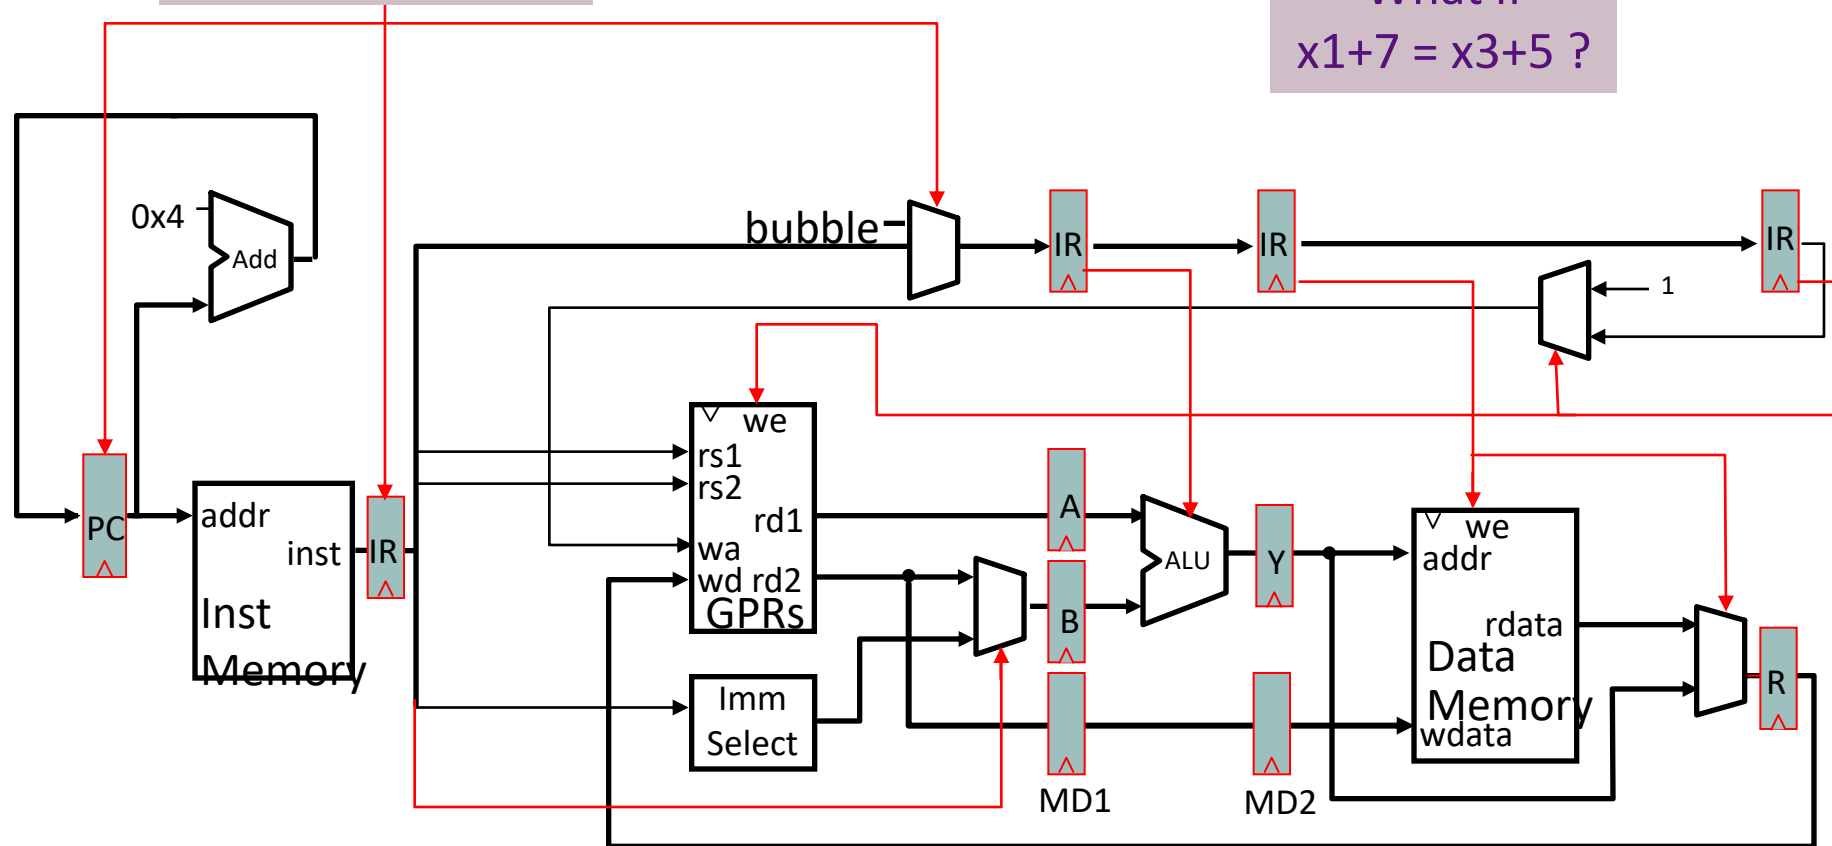 x1+7 = x3+5 ?
0x4
Add
bubble
IR
IR
IR
1
we
rs1
rs2
rd1
wa
wd rd2
GPRs
A
ALU
B
Y
we
addr
rdata
Data
Memory
wdata
PC
addr
inst
IR
Inst
Memory
Imm
Select
R
MD1
MD2